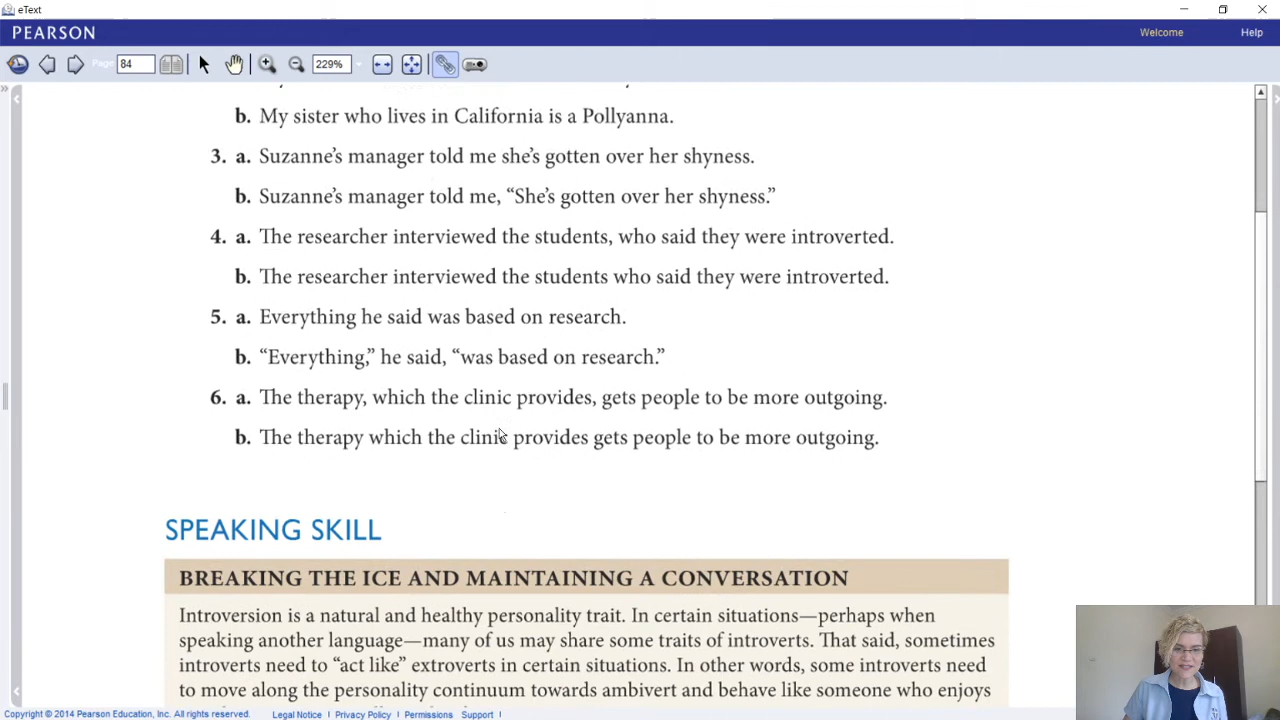 eText
PEARSON
Welcome
Help
Page
84
229%
b. My sister who lives in California is a Pollyanna.
3. a. Suzanne's manager told me she's gotten over her shyness.
b. Suzanne's manager told me, “She's gotten over her shyness.”
4. a. The researcher interviewed the students, who said they were introverted.
b. The researcher interviewed the students who said they were introverted.
5. a. Everything he said was based on research.
b. “Everything,” he said, “was based on research.”
6. a. The therapy, which the clinic provides, gets people to be more outgoing.
b. The therapy which the clinic provides gets people to be more outgoing.
SPEAKING SKILL
BREAKING THE ICE AND MAINTAINING A CONVERSATION
Introversion is a natural and healthy personality trait. In certain situations—perhaps when
speaking another language—many of us may share some traits of introverts. That said, sometimes
introverts need to “act like” extroverts in certain situations. In other words, some introverts need
to move along the personality continuum towards ambivert and behave like someone who enjoys
Copyright © 2014 Pearson Education, Inc. All rights reserved.
Legal Notice | Privacy Policy | Permissions Support |